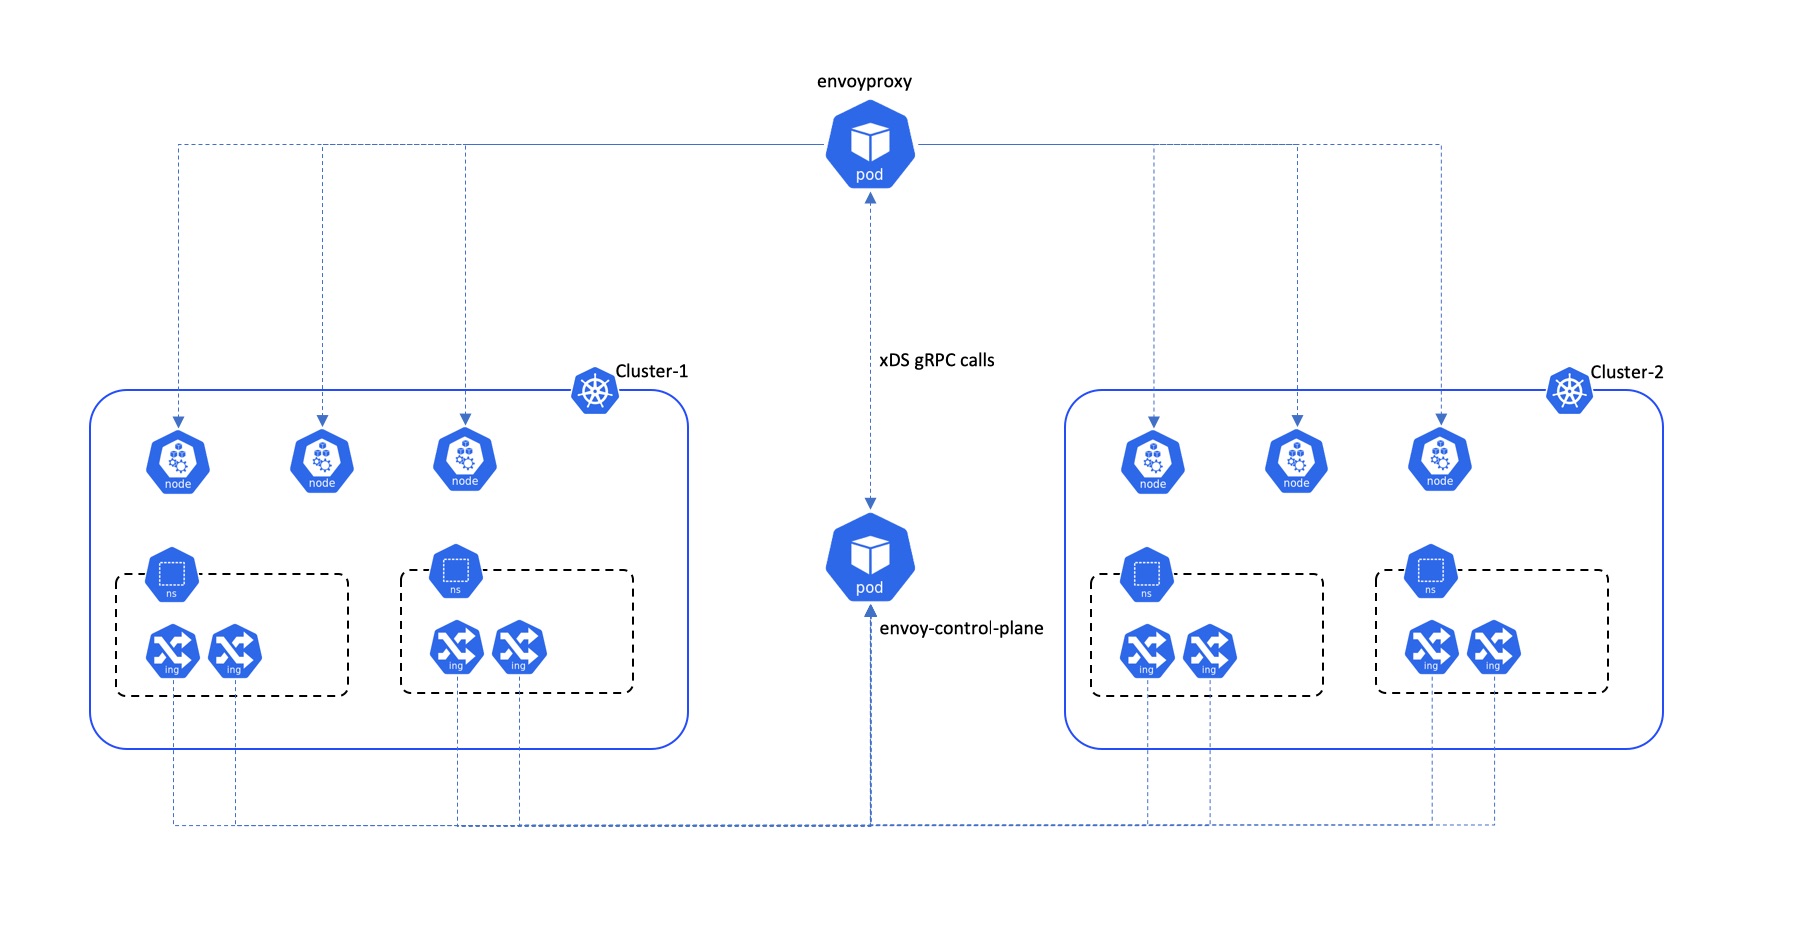 envoyproxy
pod
xDS gRPC calls
Cluster-1
Cluster-2
node
node
node
node
node
node
pod
envoy-control-plane
ns
ns
ns
ns
ing
ing
ing
ing
ing
ing
ing
ing